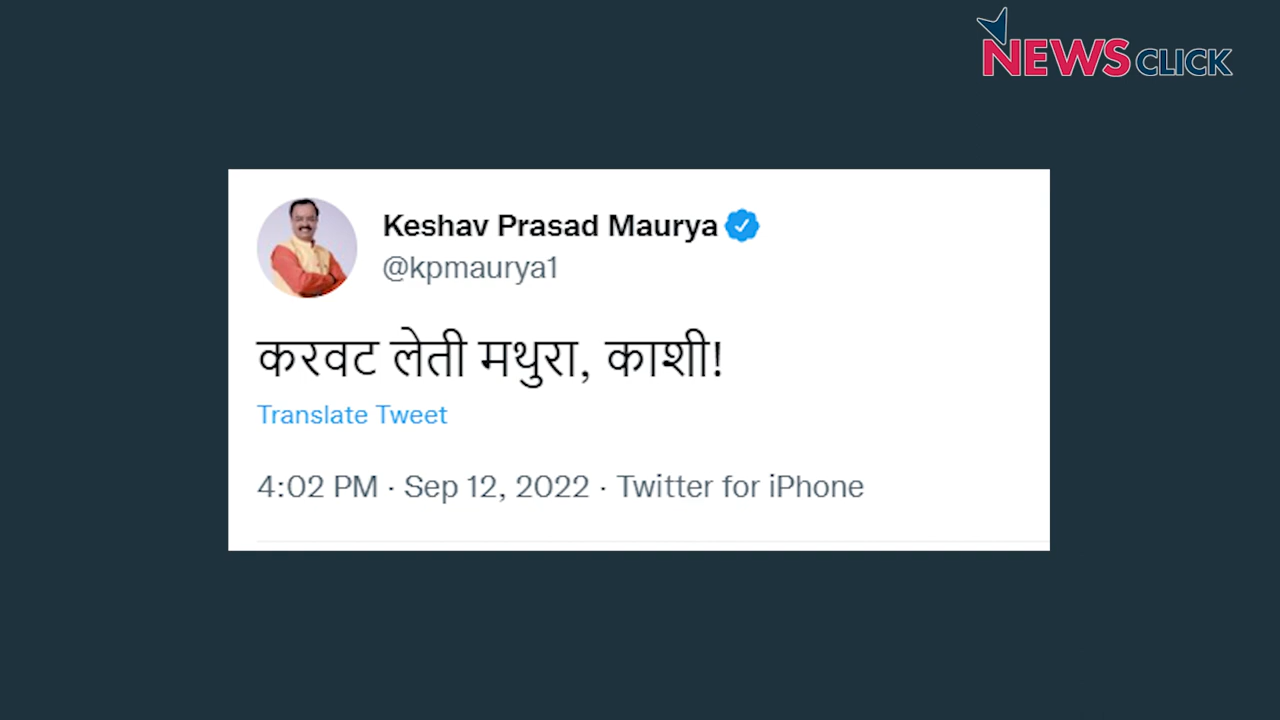 NEWSCLICK
Keshav Prasad Maurya
@kpmaurya1
करवट लेती मथुरा, काशी!
Translate Tweet
4:02 PM · Sep 12, 2022 · Twitter for iPhone